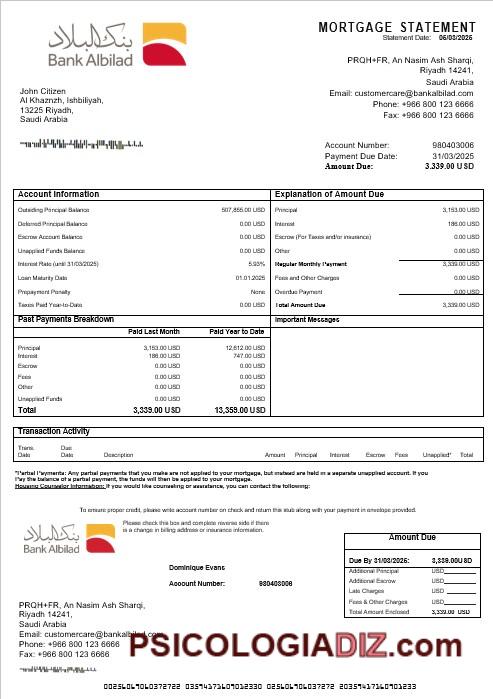 بنك البلاد
Bank Albilad
MORTGAGE STATEMENT
Statement Date: 06/03/2026
PRQH+FR, An Nasim Ash Sharqi,
Riyadh 14241,
Saudi Arabia
Email: customercare@bankalbilad.com
Phone: +966 800 123 6666
Fax: +966 800 123 6666
John Citizen
Al Khaznzh, Ishbiliyah,
13225 Riyadh,
Saudi Arabia
Account Number: 980403006
Payment Due Date: 31/03/2025
Amount Due: 3,339.00 USD
Account Information
Outsiding Principal Balance 507,855.00 USD
Deferred Principal Balance 0.00 USD
Escrow Account Balance 0.00 USD
Unapplied Funds Balance 0.00 USD
Interest Rate (until 31/03/2025) 5.93%
Loan Maturity Date 01.01.2025
Prepayment Penalty None
Taxes Paid Year-to-Date 0.00 USD
Explanation of Amount Due
Principal 3,153.00 USD
Interest 186.00 USD
Escrow (For Taxes and/or insurance) 0.00 USD
Other 0.00 USD
Regular Monthly Payment 3,339.00 USD
Fees and Other Charges 0.00 USD
Overdue Payment 0.00 USD
Total Amount Due 3,339.00 USD
Past Payments Breakdown
Paid Last Month Paid Year to Date
Principal 3,153.00 USD 12,612.00 USD
Interest 186.00 USD 747.00 USD
Escrow 0.00 USD 0.00 USD
Fees 0.00 USD 0.00 USD
Other 0.00 USD 0.00 USD
Unapplied Funds 0.00 USD 0.00 USD
Total 3,339.00 USD 13,359.00 USD
Important Messages
Transaction Activity
Trans. Date Due Date Description Amount Principal Interest Escrow Fees Unapplied* Total
*Partial Payments: Any partial payments that you make are not applied to your mortgage, but instead are held in a separate unapplied account. If you
Pay the balance of a partial payment, the funds will then be applied to your mortgage.
Housing Counselor Information: If you would like counseling or assistance, you can contact the following:
To ensure proper credit, please write account number on check and return this stub along with your payment in envelope provided.
بنك البلاد
Bank Albilad
Please check this box and complete reverse side if there
is a change in billing address or insurance information.
Dominique Evans
Account Number: 980403006
Amount Due
Due By 31/03/2026: 3,339.00USD
Additional Principal USD
Additional Escrow USD
Late Charges USD
Fees & Other Charges USD
Total Amount Enclosed 3,339.00 USD
PRQH+FR, An Nasim Ash Sharqi,
Riyadh 14241,
Saudi Arabia
Email: customercare@bankalbilad.com
Phone: +966 800 123 6666
Fax: +966 800 123 6666
PSICOLOGIADIZ.com